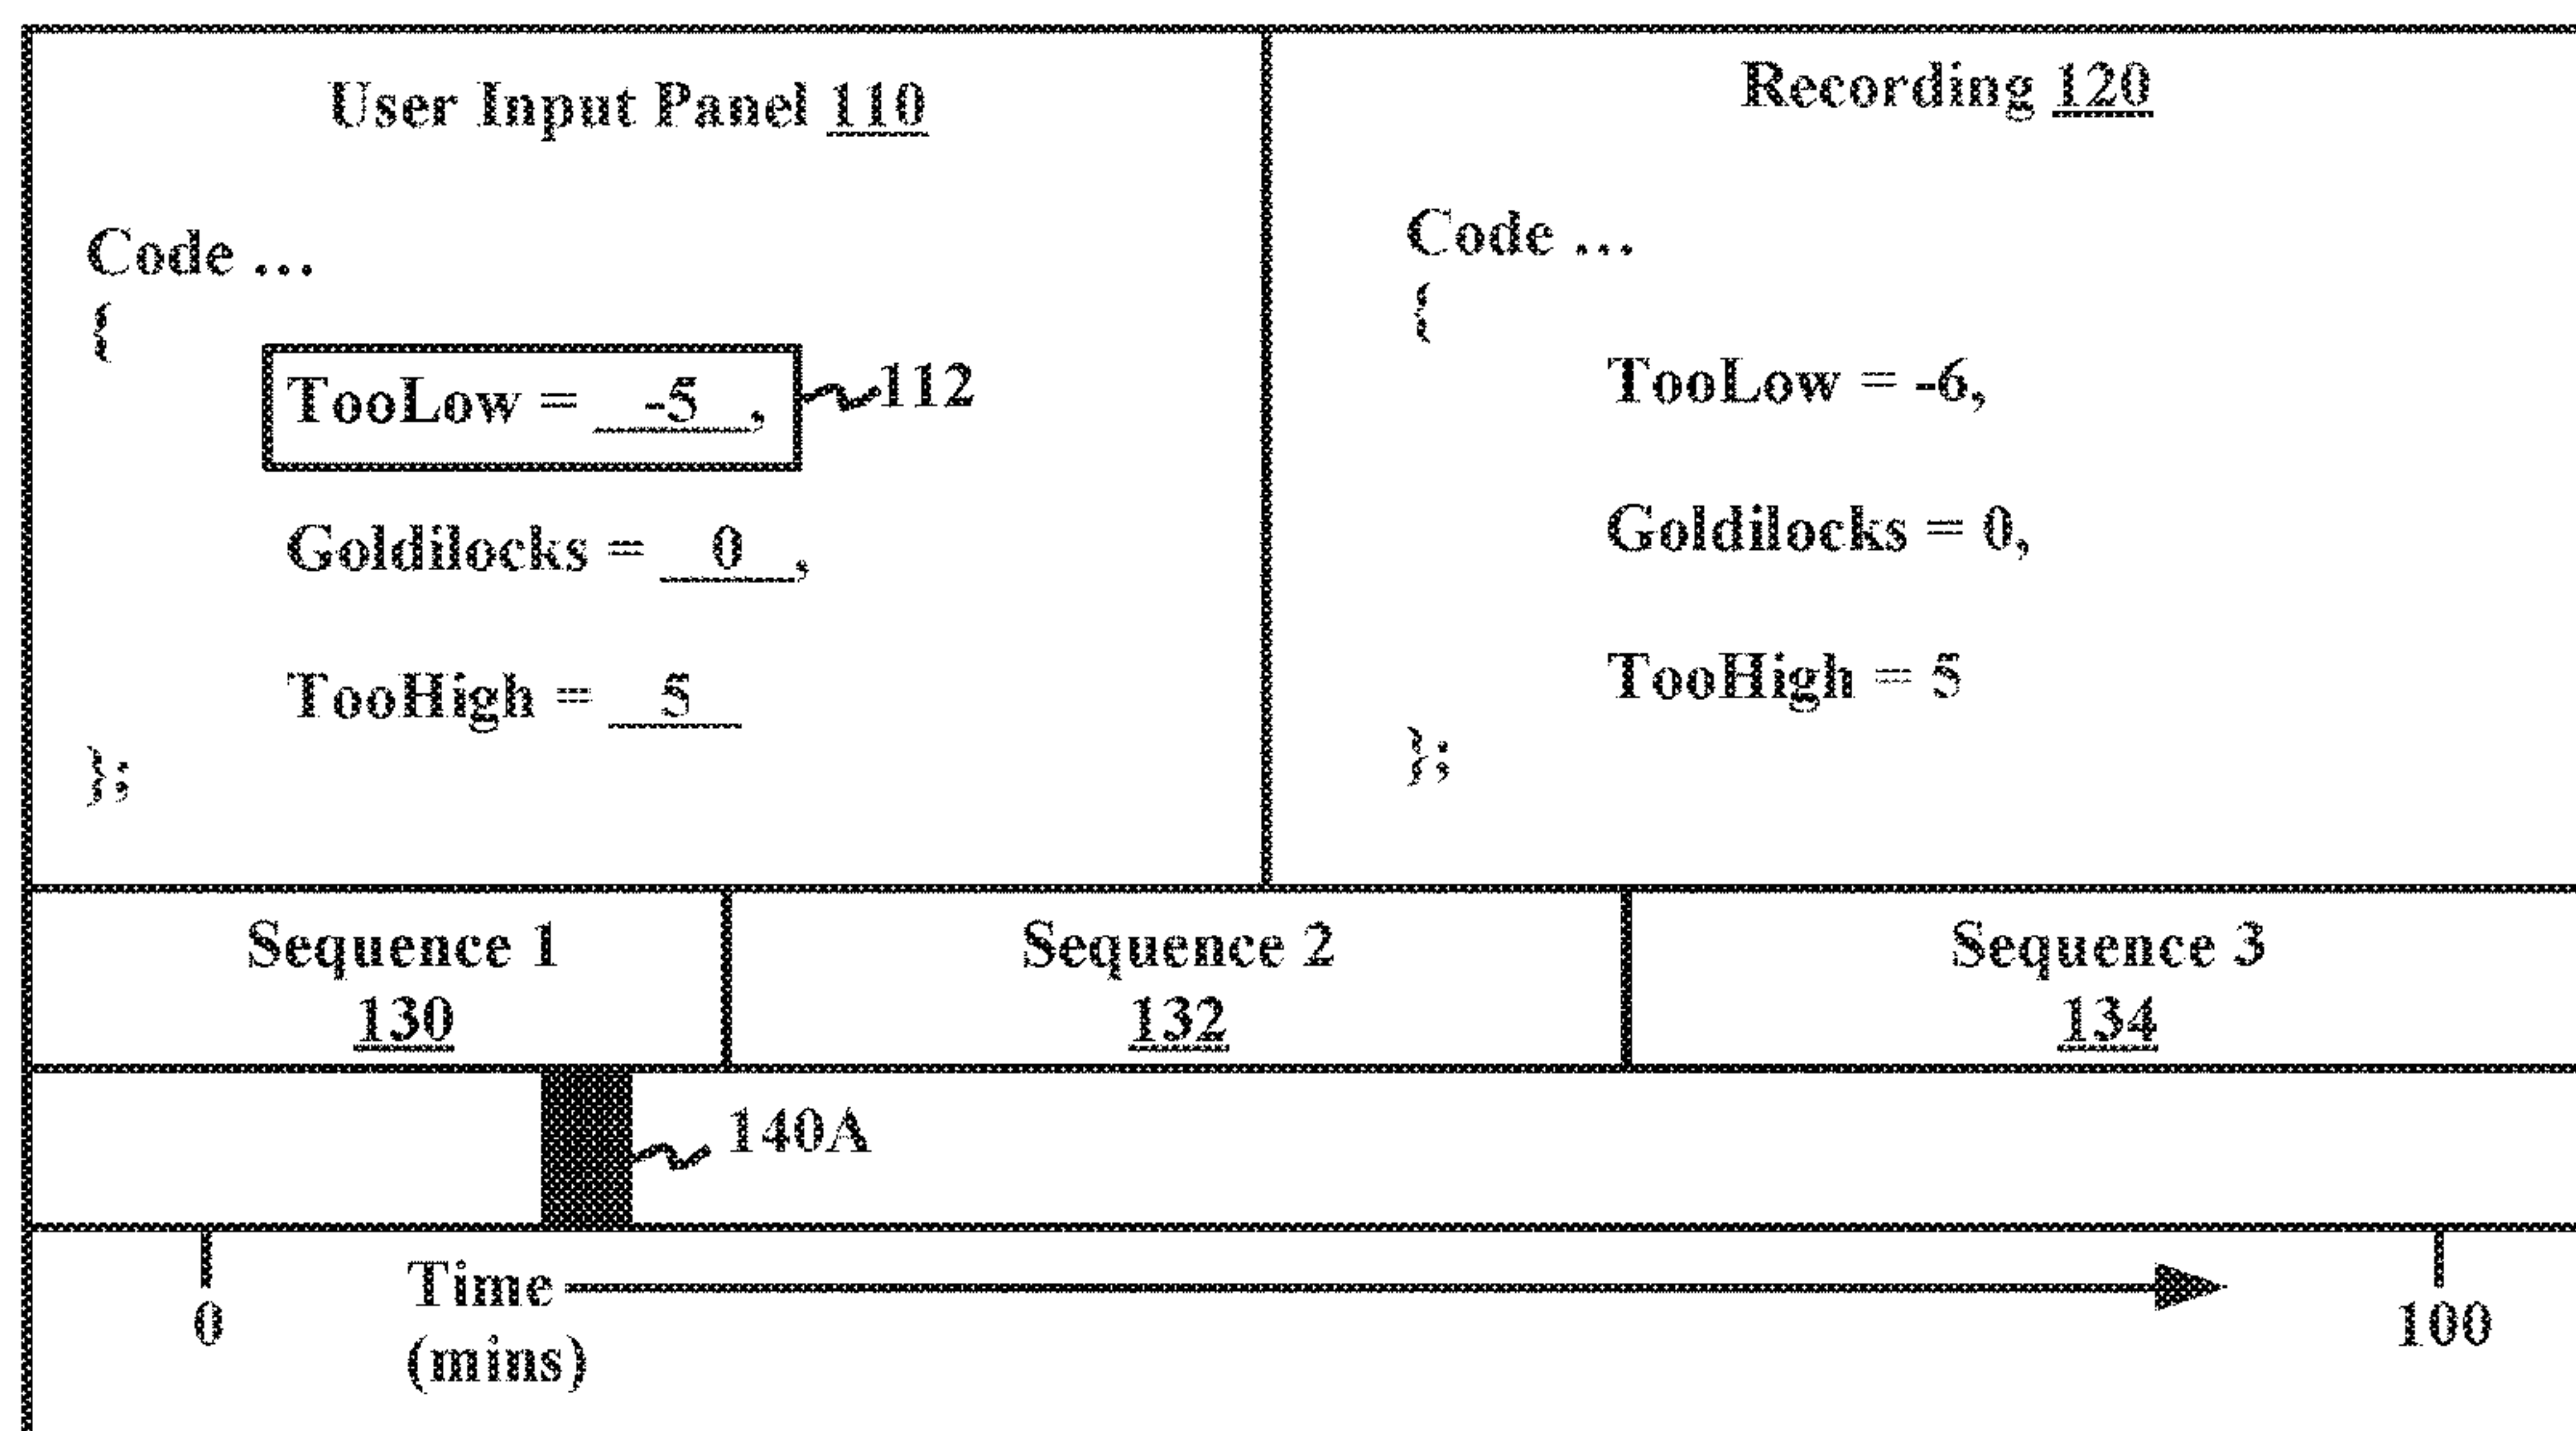 User Input Panel 110
Code ...
{
TooLow = -5 ,
112
Goldilocks = 0 ,
TooHigh = 5
};
Recording 120
Code ...
{
TooLow = -6,
Goldilocks = 0,
TooHigh = 5
};
Sequence 1
130
Sequence 2
132
Sequence 3
134
140A
0
Time
(mins)
100